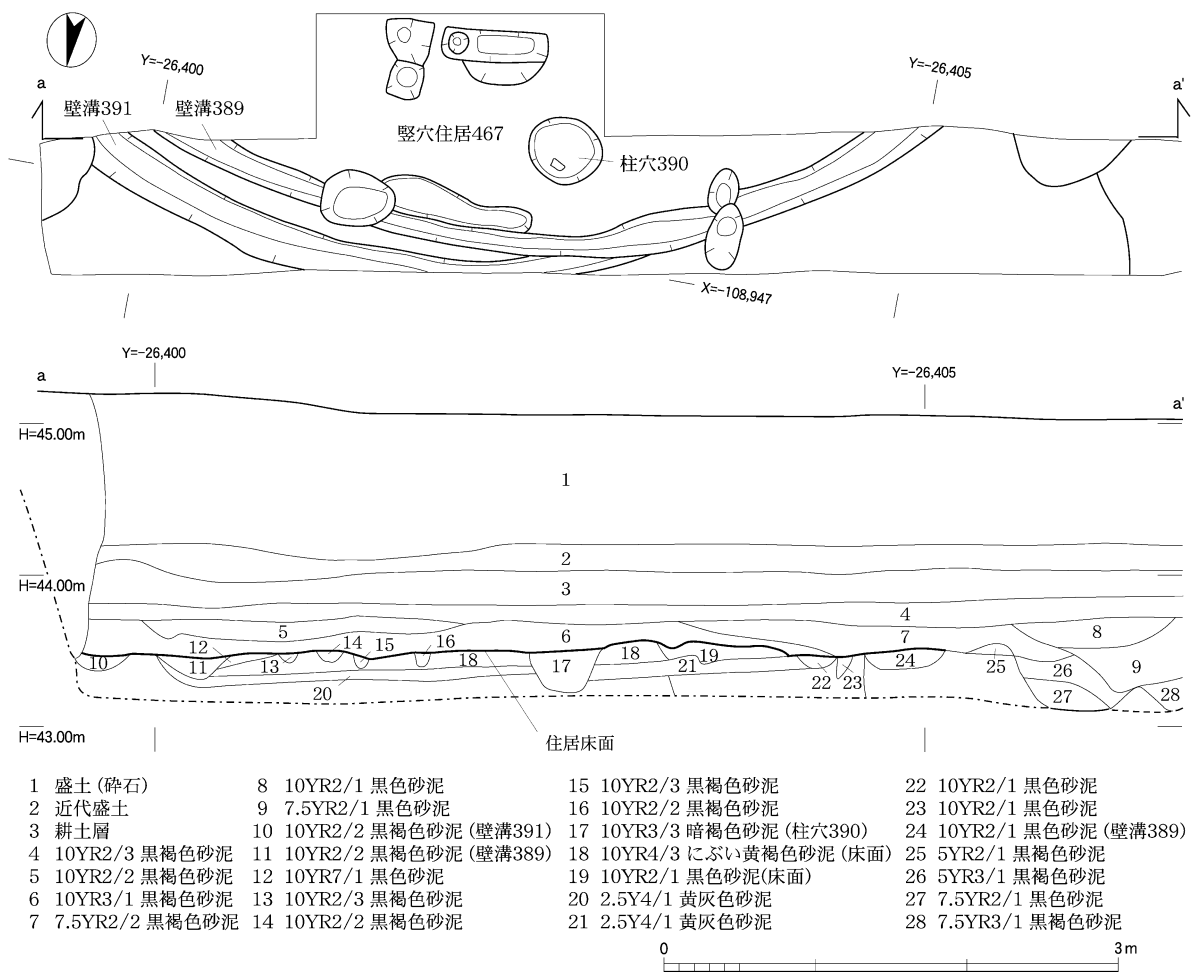 a
Y=-26,400
Y=-26,405
a'
壁溝391
壁溝389
竪穴住居467
柱穴390
X=-108,947
Y=-26,400
Y=-26,405
a
a'
H=45.00m
1
2
H=44.00m
3
4
5
6
7
8
9
10
11
12
13
14
15
16
17
18
18
19
20
21
22
23
24
25
26
27
28
H=43.00m
住居床面
1 盛土 (砕石)
2 近代盛土
3 耕土層
4 10YR2/3 黒褐色砂泥
5 10YR2/2 黒褐色砂泥
6 10YR3/1 黒褐色砂泥
7 7.5YR2/2 黒褐色砂泥
8 10YR2/1 黒色砂泥
9 7.5YR2/1 黒色砂泥
10 10YR2/2 黒褐色砂泥 (壁溝391)
11 10YR2/2 黒褐色砂泥 (壁溝389)
12 10YR7/1 黒色砂泥
13 10YR2/3 黒褐色砂泥
14 10YR2/2 黒褐色砂泥
15 10YR2/3 黒褐色砂泥
16 10YR2/2 黒褐色砂泥
17 10YR3/3 暗褐色砂泥 (柱穴390)
18 10YR4/3 にぶい黄褐色砂泥 (床面)
19 10YR2/1 黒色砂泥(床面)
20 2.5Y4/1 黄灰色砂泥
21 2.5Y4/1 黄灰色砂泥
22 10YR2/1 黒色砂泥
23 10YR2/1 黒色砂泥
24 10YR2/1 黒色砂泥 (壁溝389)
25 5YR2/1 黒褐色砂泥
26 5YR3/1 黒褐色砂泥
27 7.5YR2/1 黒色砂泥
28 7.5YR3/1 黒褐色砂泥
0
3m